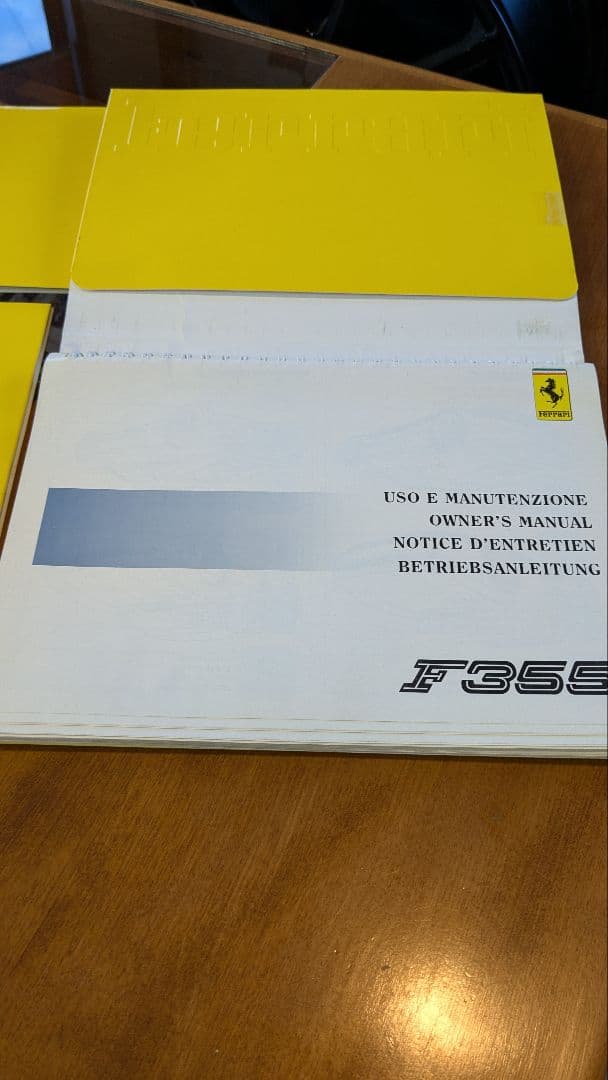 Ferrari
USO E MANUTENZIONE
OWNER'S MANUAL
NOTICE D'ENTRETIEN
BETRIEBSANLEITUNG
F355